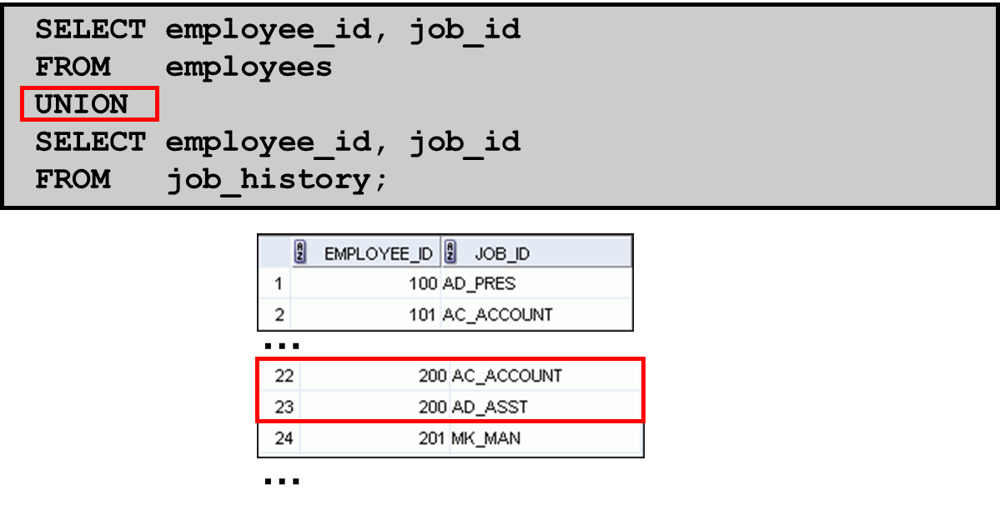 SELECT employee_id, job_id
FROM employees
UNION
SELECT employee_id, job_id
FROM job_history;
A Z EMPLOYEE_ID A Z JOB_ID
1 100 AD_PRES
2 101 AC_ACCOUNT
...
22 200 AC_ACCOUNT
23 200 AD_ASST
24 201 MK_MAN
...